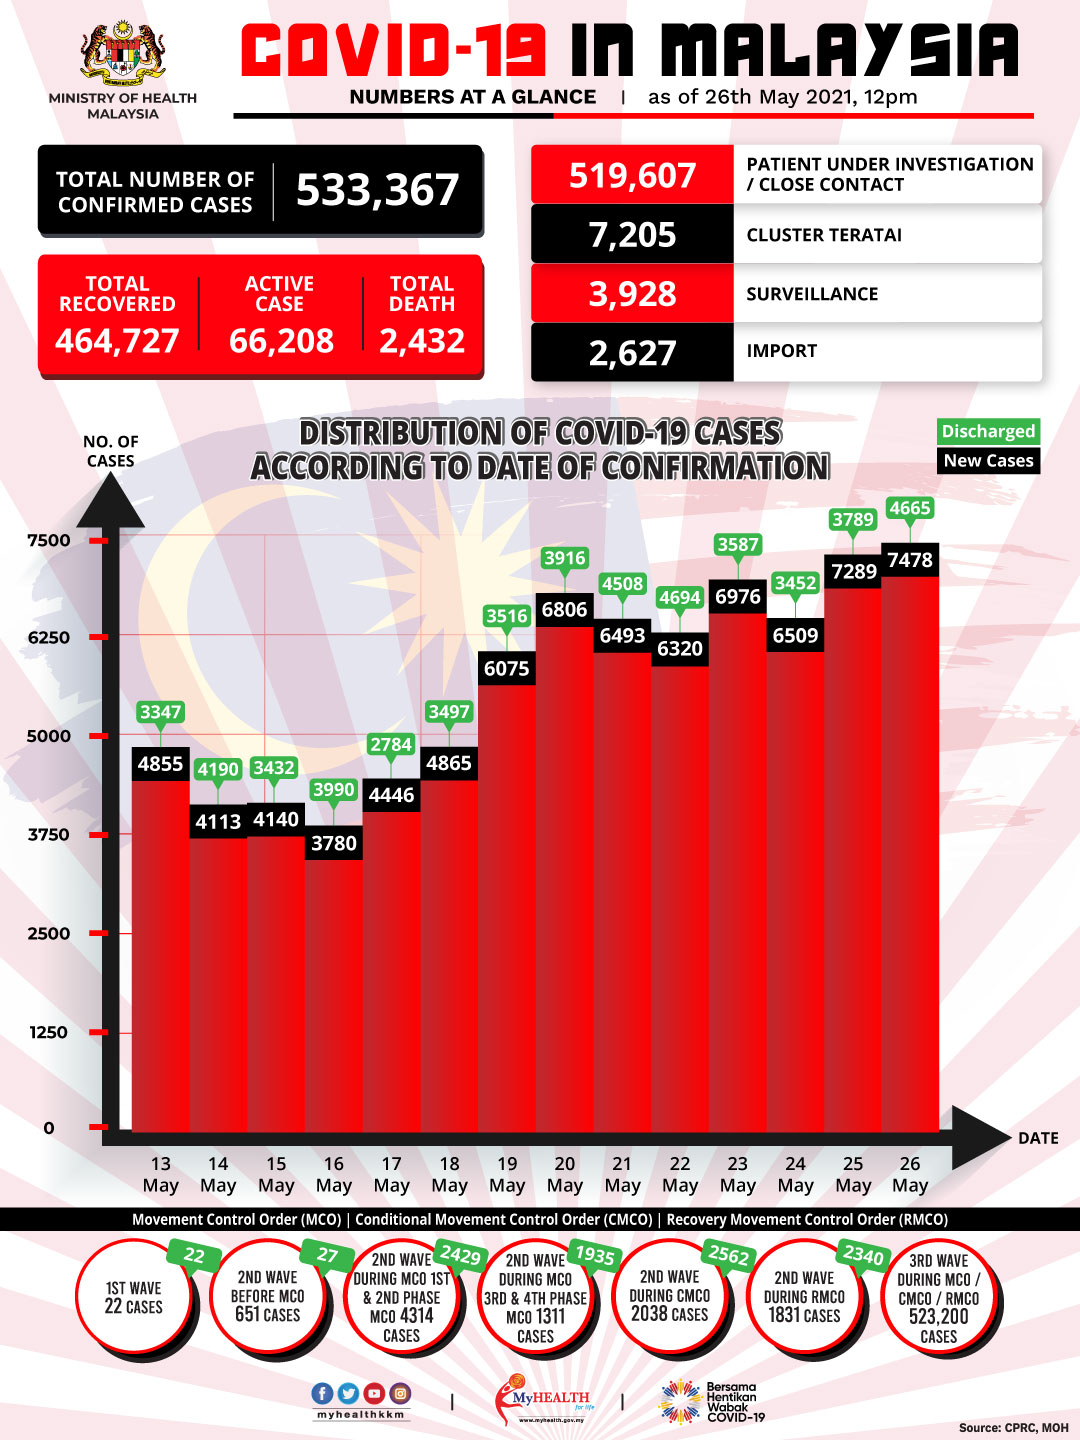 MINISTRY OF HEALTH
MALAYSIA
COVID-19 IN MALAYSIA
NUMBERS AT A GLANCE | as of 26th May 2021, 12pm
TOTAL NUMBER OF
CONFIRMED CASES
533,367
TOTAL
RECOVERED
464,727
ACTIVE
CASE
66,208
TOTAL
DEATH
2,432
519,607
PATIENT UNDER INVESTIGATION
/ CLOSE CONTACT
7,205
CLUSTER TERATAI
3,928
SURVEILLANCE
2,627
IMPORT
DISTRIBUTION OF COVID-19 CASES
ACCORDING TO DATE OF CONFIRMATION
Discharged
New Cases
NO. OF
CASES
7500
6250
5000
3750
2500
1250
0
3347
4855
4190
4113
3432
4140
3990
3780
2784
4446
3497
4865
3516
6075
3916
6806
4508
6493
4694
6320
3587
6976
3452
6509
3789
7289
4665
7478
DATE
13
May
14
May
15
May
16
May
17
May
18
May
19
May
20
May
21
May
22
May
23
May
24
May
25
May
26
May
Movement Control Order (MCO) | Conditional Movement Control Order (CMCO) | Recovery Movement Control Order (RMCO)
22
1ST WAVE
22 CASES
27
2ND WAVE
BEFORE MCO
651 CASES
2429
2ND WAVE
DURING MCO 1ST
& 2ND PHASE
MCO 4314
CASES
1935
2ND WAVE
DURING MCO
3RD & 4TH PHASE
MCO 1311
CASES
2562
2ND WAVE
DURING CMCO
2038 CASES
2340
2ND WAVE
DURING RMCO
1831 CASES
3RD WAVE
DURING MCO /
CMCO / RMCO
523,200
CASES
myhealthkkm
|
MyHEALTH
for life
www.myhealth.gov.my
|
Bersama
Hentikan
Wabak
COVID-19
Source: CPRC, MOH